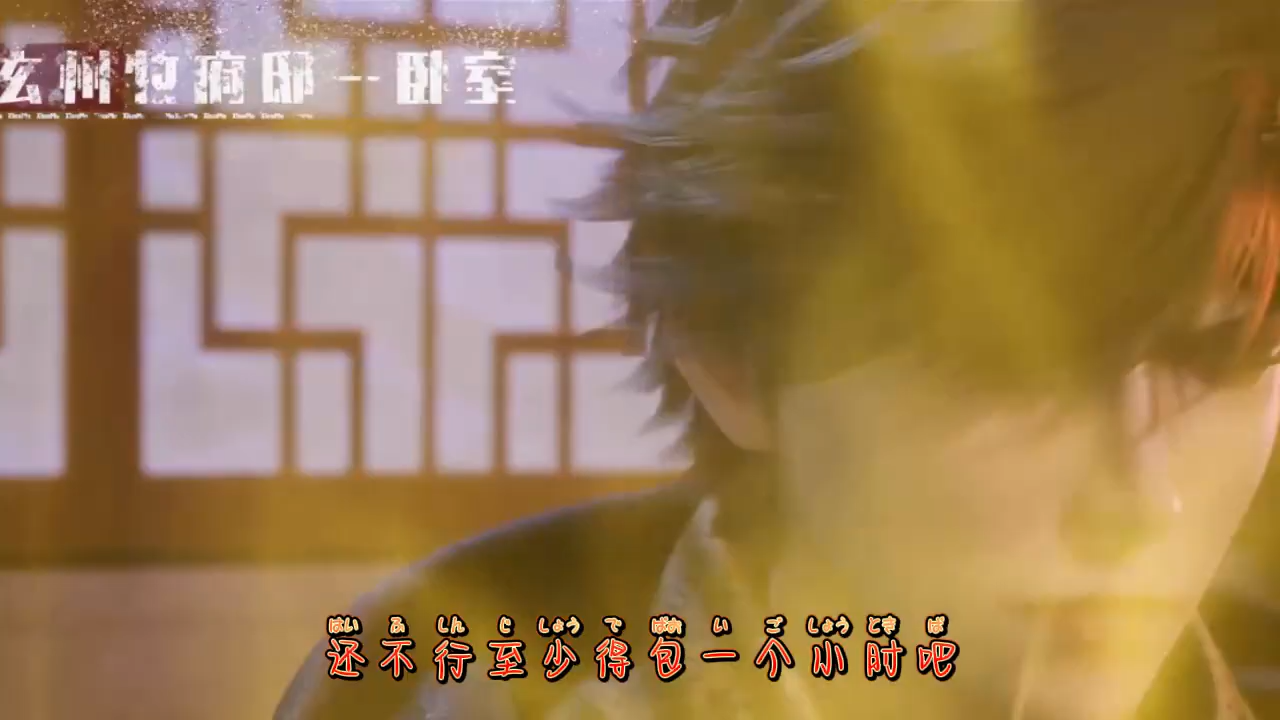 玄州牧府邸--卧室
はい ふ しん じ しょう で ばお い ご しょう とき ば
还不行至少得包一个小时吧